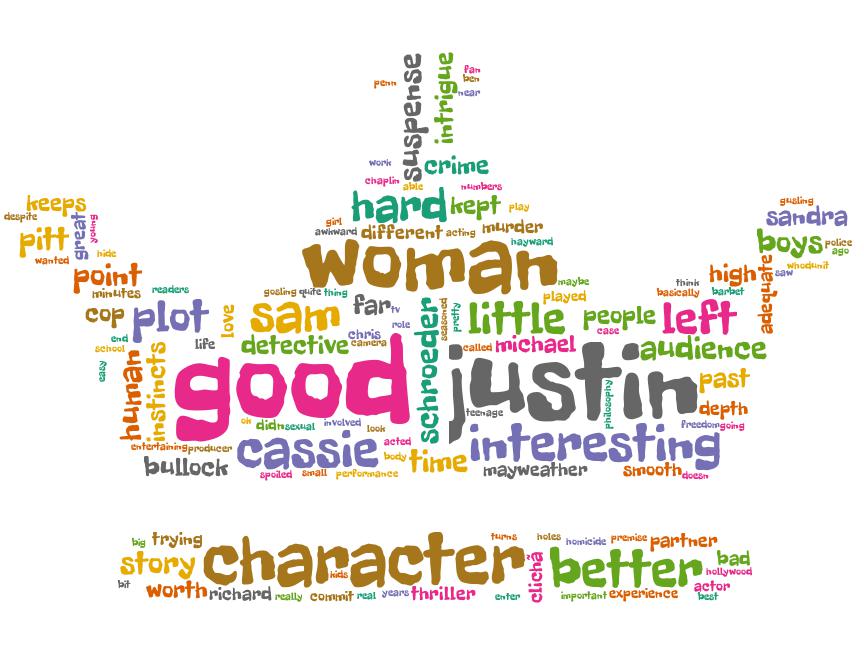 suspense
intrigue
fan
ben
near
penn
work
crime
chaplin
able
numbers
hard
kept
play
girl
awkward
different
acting
murder
hayward
woman
maybe
keeps
despite
pitt
great
young
wanted
hide
point
minutes
readers
cop
plot
end
school
life
love
easy
human
instincts
gusling
sandra
boys
police
ago
whodunit
saw
think
high
basically
barbet
adequate
gosling
quite
thing
sam
far
tv
role
chris
camera
detective
schroeder
seasoned
pretty
played
little
people
case
left
called
michael
audience
good
justin
teenage
philosophy
past
depth
freedom
going
ok
didn
sexual
involved
look
acted
entertaining
producer
bullock
cassie
body
time
interesting
spoiled
small
performance
mayweather
smooth
doesn
big
trying
story
character
kids
turns
holes
homicide
premise
partner
clicha
better
bad
hollywood
bit
worth
richard
really
commit
real
years
thriller
enter
important
experience
actor
best